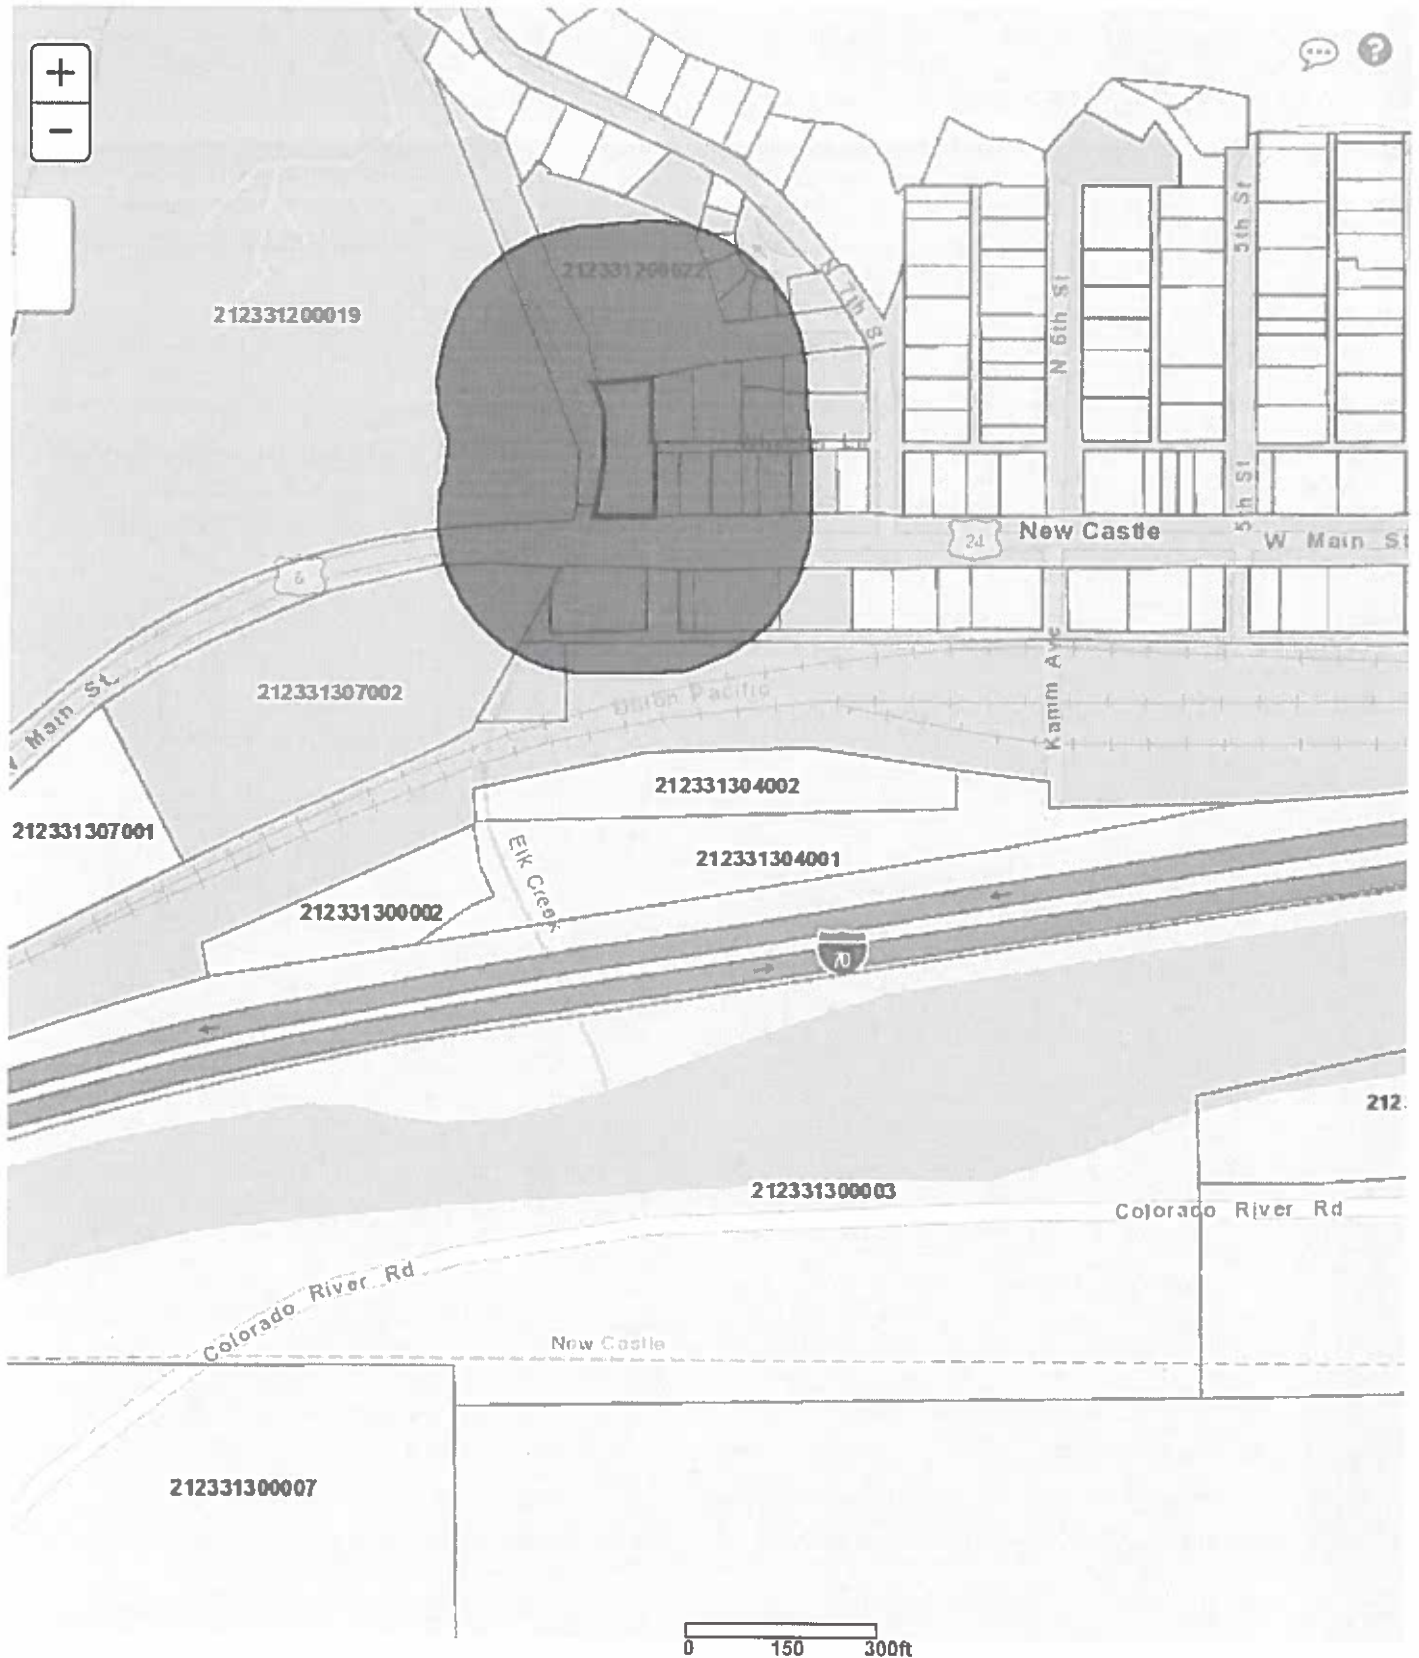 +
−
?
5th St
212331200022
212331200019
N 7th St
N 6th St
5th St
24
New Castle
W Main St
6
212331307002
Main St
Union Pacific
Kamm Ave
212331304002
212331307001
212331304001
Elk Creek
212331300002
70
212
212331300003
Colorado River Rd
Colorado River Rd
New Castle
212331300007
0 150 300ft